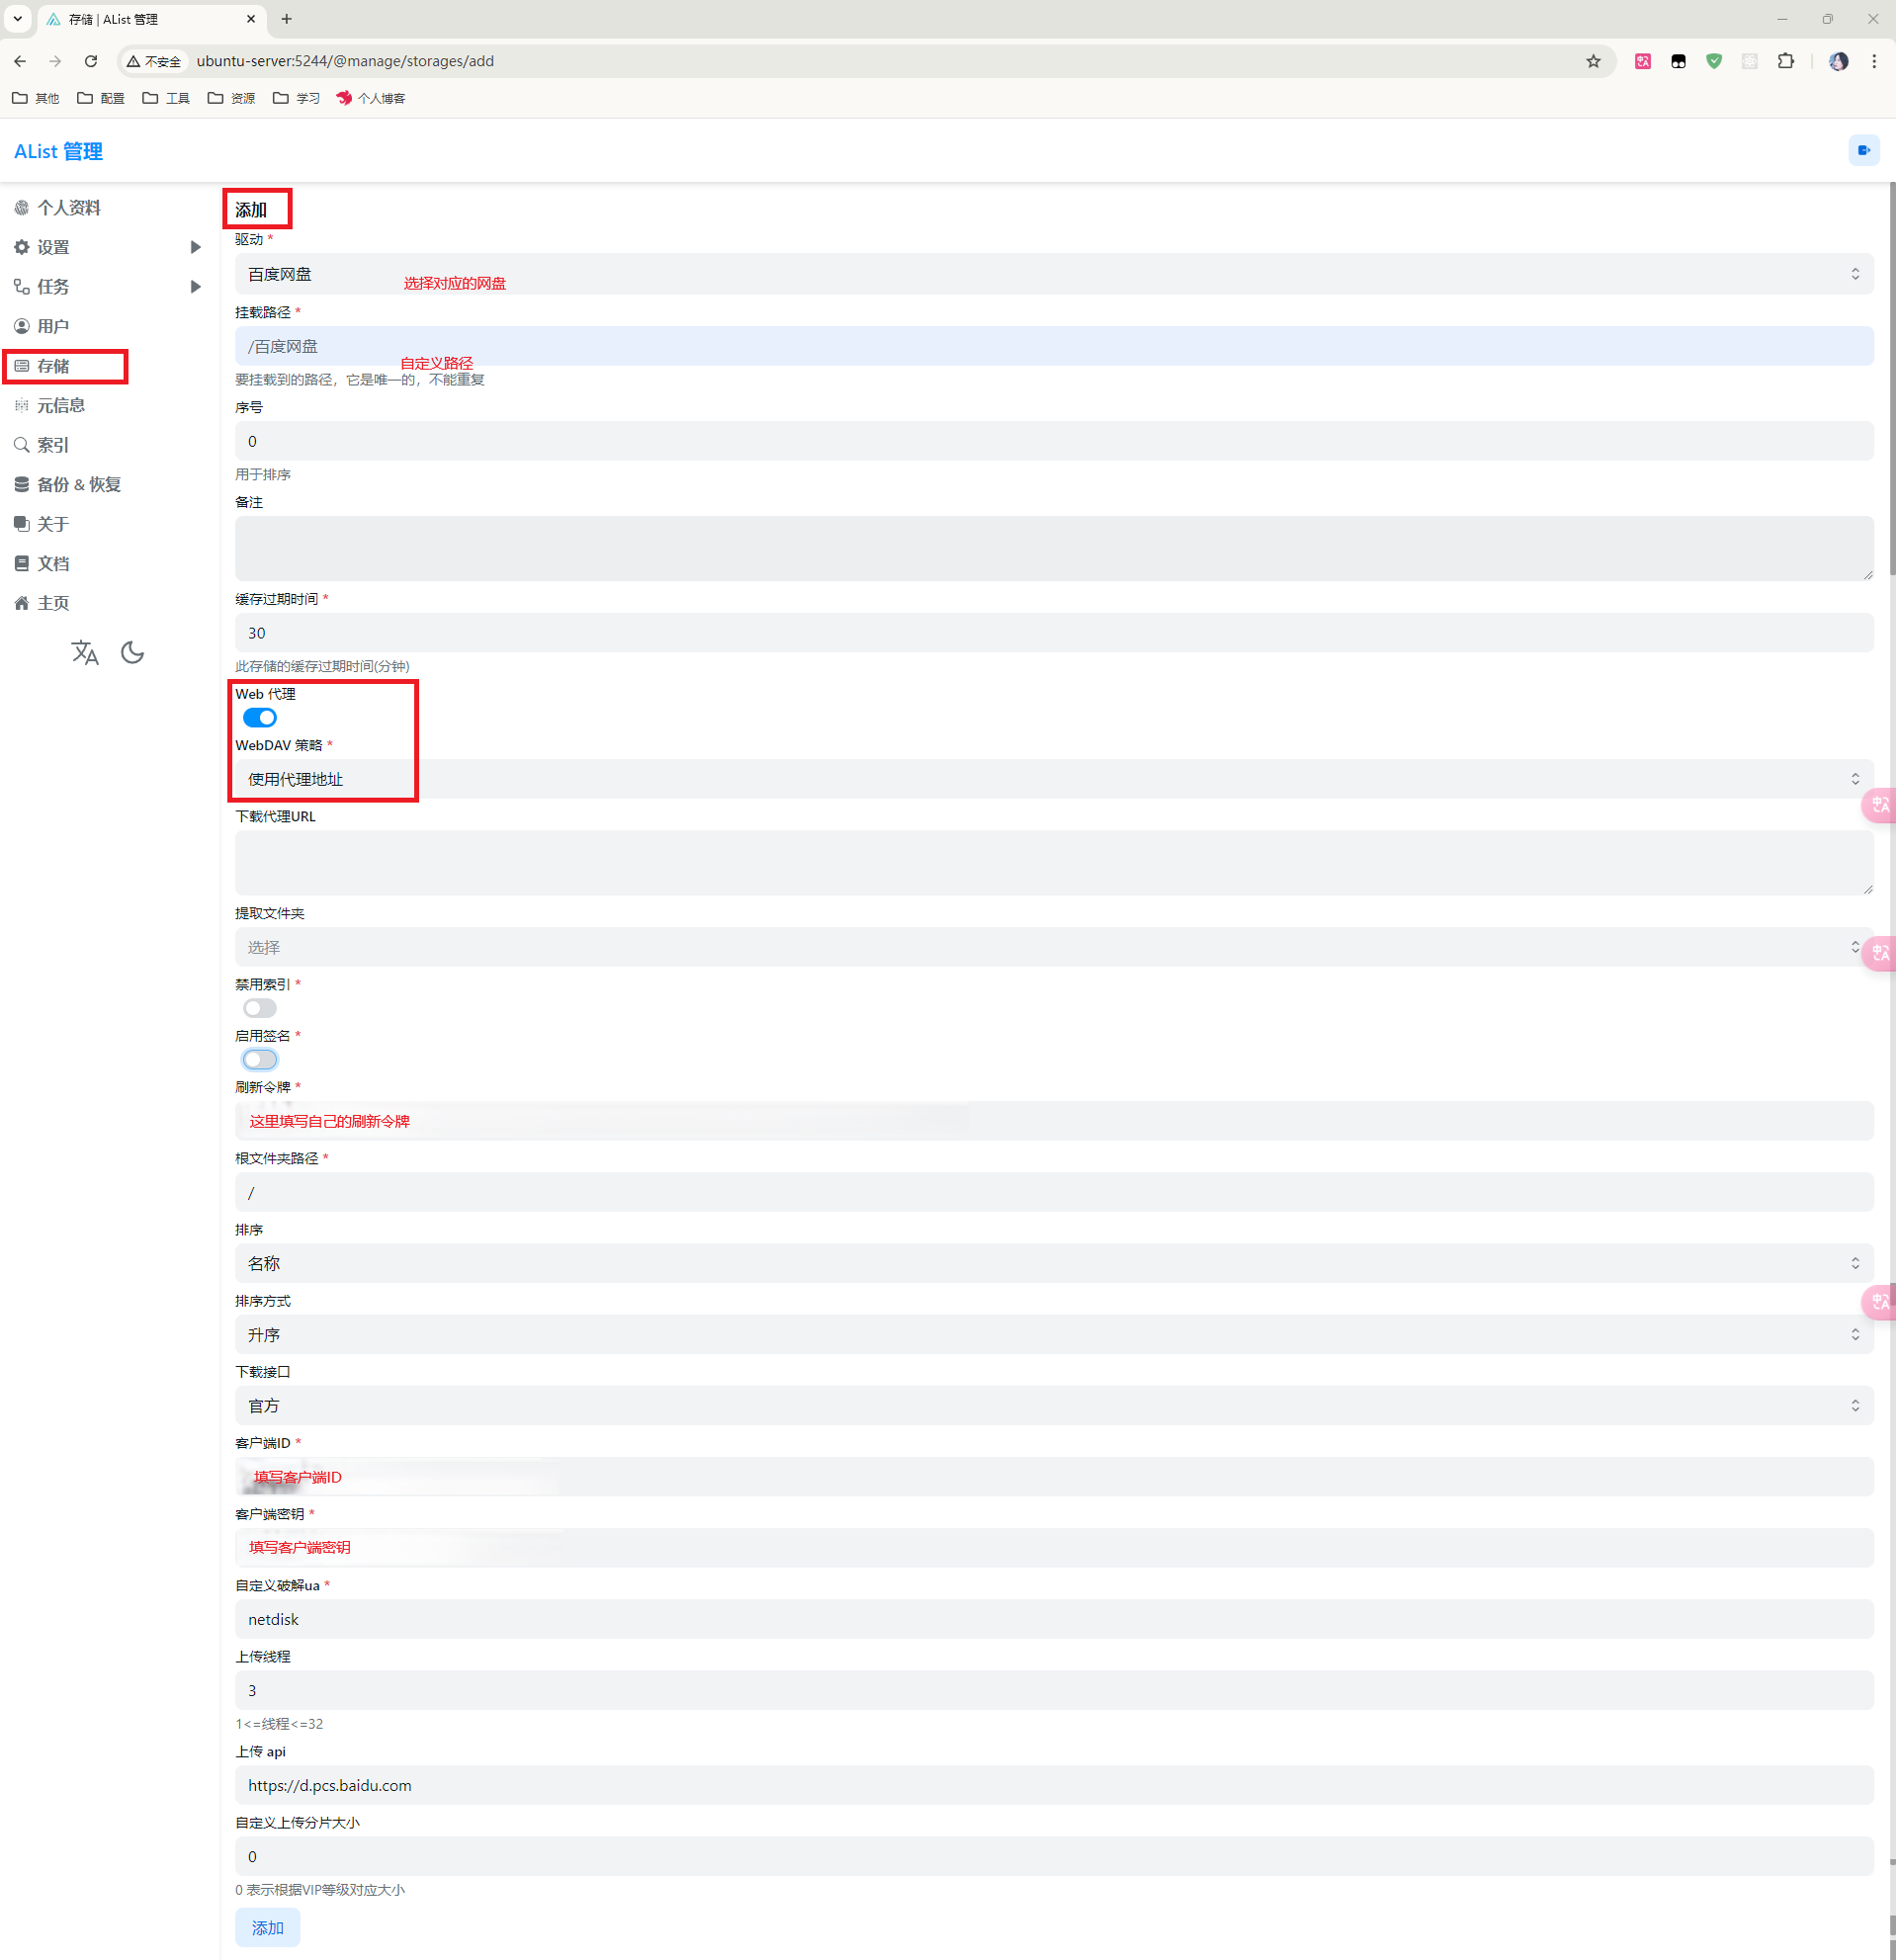 存储 | AList 管理
不安全 ubuntu-server:5244/@manage/storages/add
其他 配置 工具 资源 学习 个人博客
AList 管理
个人资料
设置
任务
用户
存储
元信息
索引
备份 & 恢复
关于
文档
主页
添加
驱动 *
百度网盘
选择对应的网盘
挂载路径 *
/百度网盘
自定义路径
要挂载到的路径，它是唯一的，不能重复
序号
0
用于排序
备注
缓存过期时间 *
30
此存储的缓存过期时间(分钟)
Web 代理
WebDAV 策略 *
使用代理地址
下载代理URL
提取文件夹
选择
禁用索引 *
启用签名 *
刷新令牌 *
这里填写自己的刷新令牌
根文件夹路径 *
/
排序
名称
排序方式
升序
下载接口
官方
客户端ID *
填写客户端ID
客户端密钥 *
填写客户端密钥
自定义破解ua *
netdisk
上传线程
3
1<=线程<=32
上传 api
https://d.pcs.baidu.com
自定义上传分片大小
0
0 表示根据VIP等级对应大小
添加